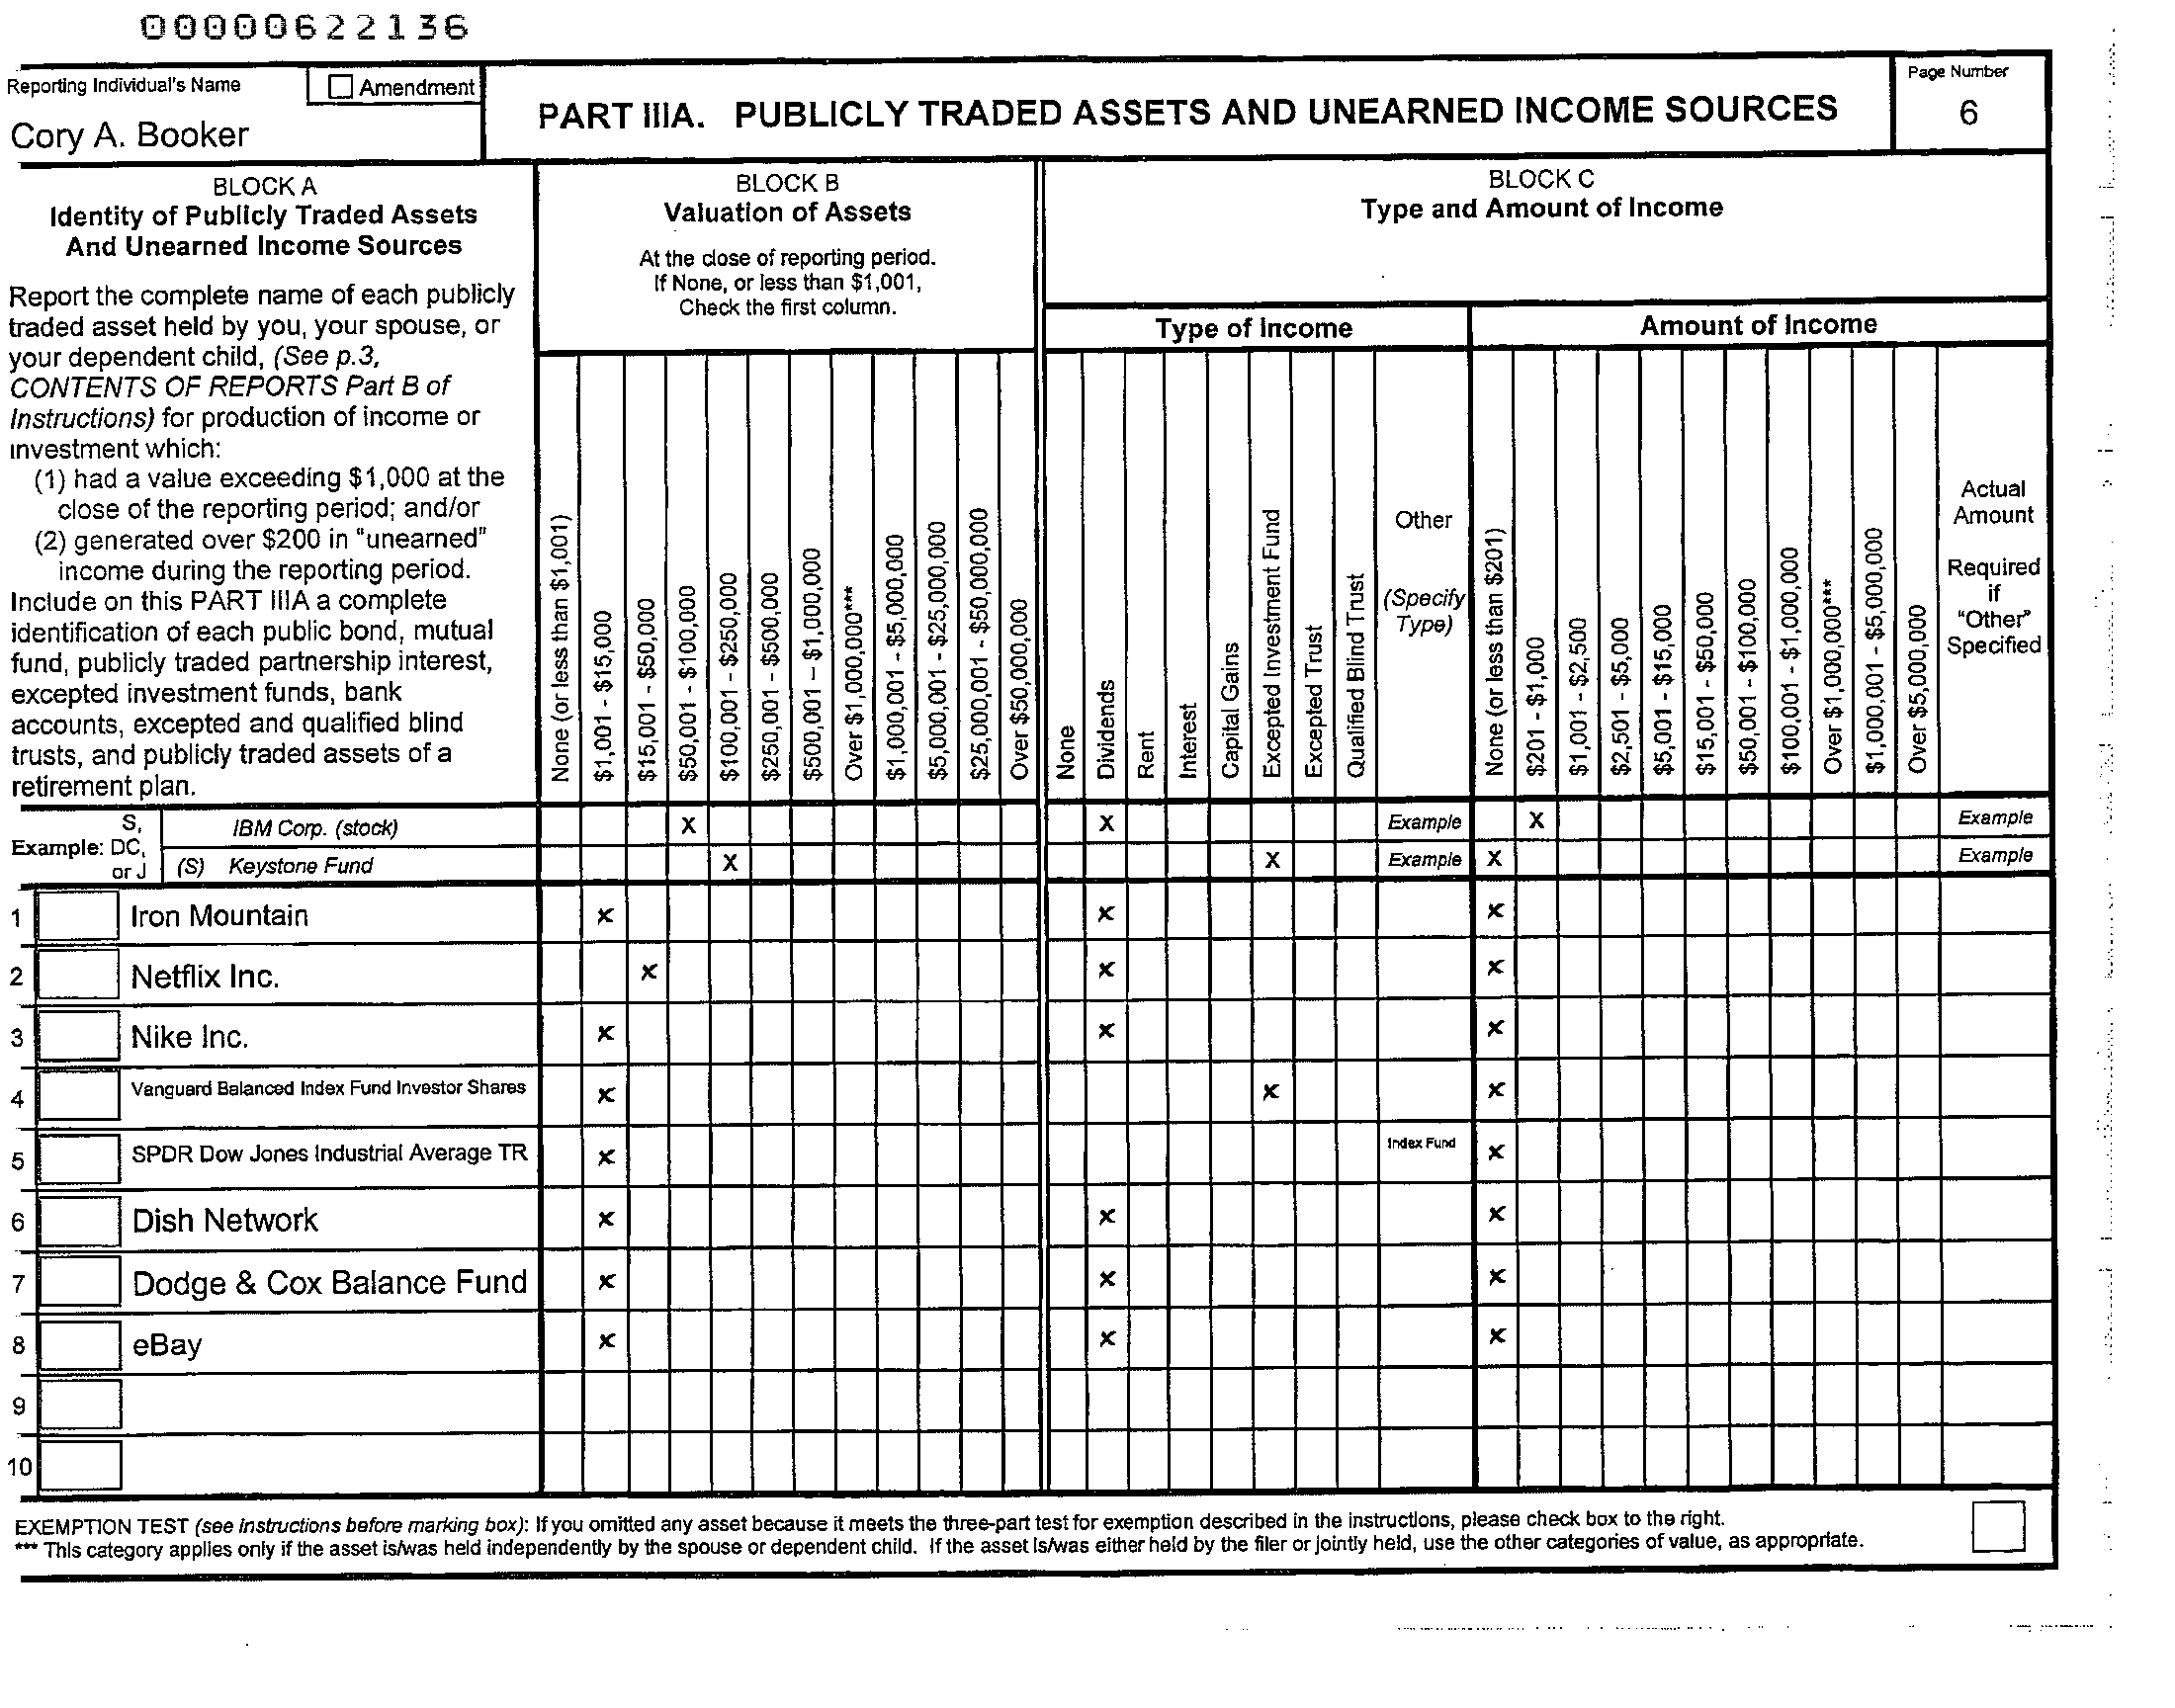 00000622136
Reporting Individual's Name
Amendment
Cory A. Booker
PART IIIA. PUBLICLY TRADED ASSETS AND UNEARNED INCOME SOURCES
Page Number
6
BLOCK A
Identity of Publicly Traded Assets
And Unearned Income Sources
Report the complete name of each publicly
traded asset held by you, your spouse, or
your dependent child, (See p.3,
CONTENTS OF REPORTS Part B of
Instructions) for production of income or
investment which:
(1) had a value exceeding $1,000 at the
close of the reporting period; and/or
(2) generated over $200 in "unearned"
income during the reporting period.
Include on this PART IIIA a complete
identification of each public bond, mutual
fund, publicly traded partnership interest,
excepted investment funds, bank
accounts, excepted and qualified blind
trusts, and publicly traded assets of a
retirement plan.
BLOCK B
Valuation of Assets
At the close of reporting period.
If None, or less than $1,001,
Check the first column.
None (or less than $1,001)
$1,001 - $15,000
$15,001 - $50,000
$50,001 - $100,000
$100,001 - $250,000
$250,001 - $500,000
$500,001 - $1,000,000
Over $1,000,000***
$1,000,001 - $5,000,000
$5,000,001 - $25,000,000
$25,000,001 - $50,000,000
Over $50,000,000
BLOCK C
Type and Amount of Income
Type of Income
None
Dividends
Rent
Interest
Capital Gains
Excepted Investment Fund
Excepted Trust
Qualified Blind Trust
Other
(Specify
Type)
Amount of Income
None (or less than $201)
$201 - $1,000
$1,001 - $2,500
$2,501 - $5,000
$5,001 - $15,000
$15,001 - $50,000
$50,001 - $100,000
$100,001 - $1,000,000
Over $1,000,000***
$1,000,001 - $5,000,000
Over $5,000,000
Actual
Amount
Required
if
"Other"
Specified
Example:
S,
DC,
or J
IBM Corp. (stock) X X Example X Example
(S) Keystone Fund X X Example X Example
1 Iron Mountain x x x
2 Netflix Inc. x x x
3 Nike Inc. x x x
4 Vanguard Balanced Index Fund Investor Shares x x x
5 SPDR Dow Jones Industrial Average TR x Index Fund x
6 Dish Network x x x
7 Dodge & Cox Balance Fund x x x
8 eBay x x x
9
10
EXEMPTION TEST (see instructions before marking box): If you omitted any asset because it meets the three-part test for exemption described in the instructions, please check box to the right.
*** This category applies only if the asset is/was held independently by the spouse or dependent child. If the asset is/was either held by the filer or jointly held, use the other categories of value, as appropriate.